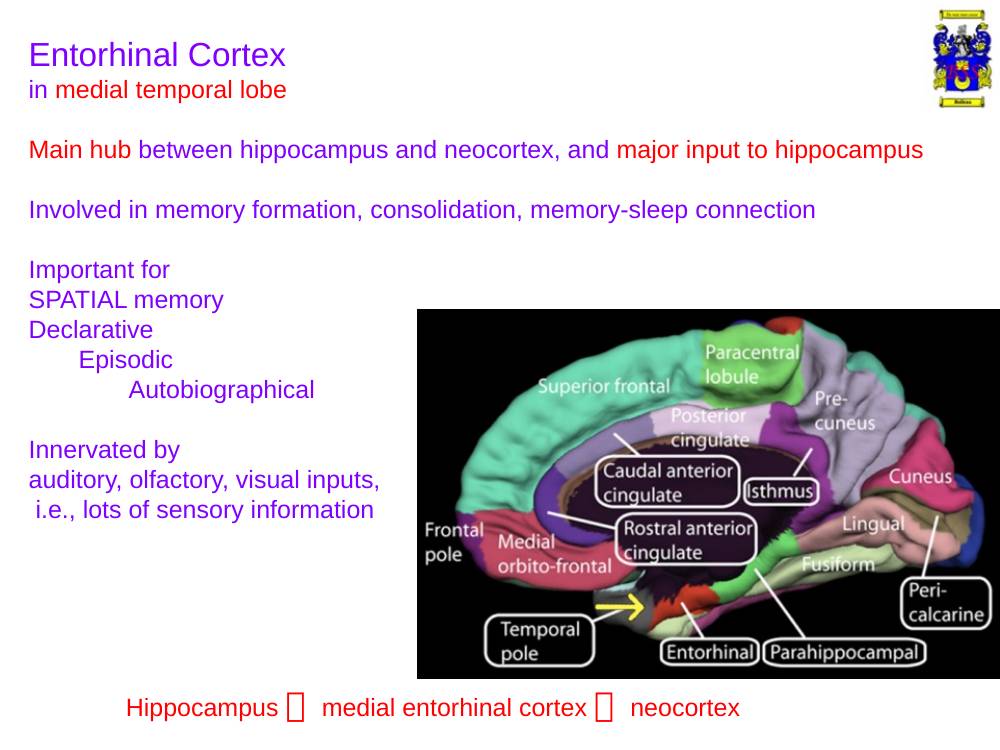 Entorhinal Cortex
in medial temporal lobe
Main hub between hippocampus and neocortex, and major input to hippocampus
Involved in memory formation, consolidation, memory-sleep connection
Important for
SPATIAL memory
Declarative
Episodic
Autobiographical
Innervated by
auditory, olfactory, visual inputs,
i.e., lots of sensory information
Paracentral
lobule
Superior frontal
Pre-
cuneus
Posterior
cingulate
Caudal anterior
cingulate
Isthmus
Cuneus
Rostral anterior
cingulate
Lingual
Frontal
pole
Medial
orbito-frontal
Fusiform
Peri-
calcarine
Temporal
pole
Entorhinal
Parahippocampal
Hippocampus medial entorhinal cortex neocortex